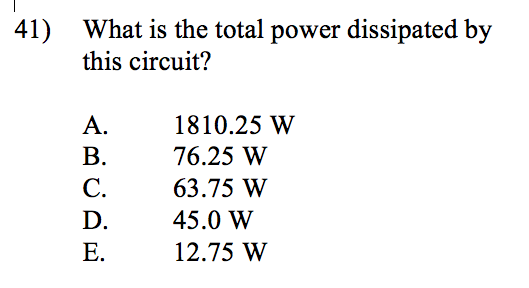 41) What is the total power dissipated by
this circuit?
A. 1810.25 W
B. 76.25 W
C. 63.75 W
D. 45.0 W
E. 12.75 W